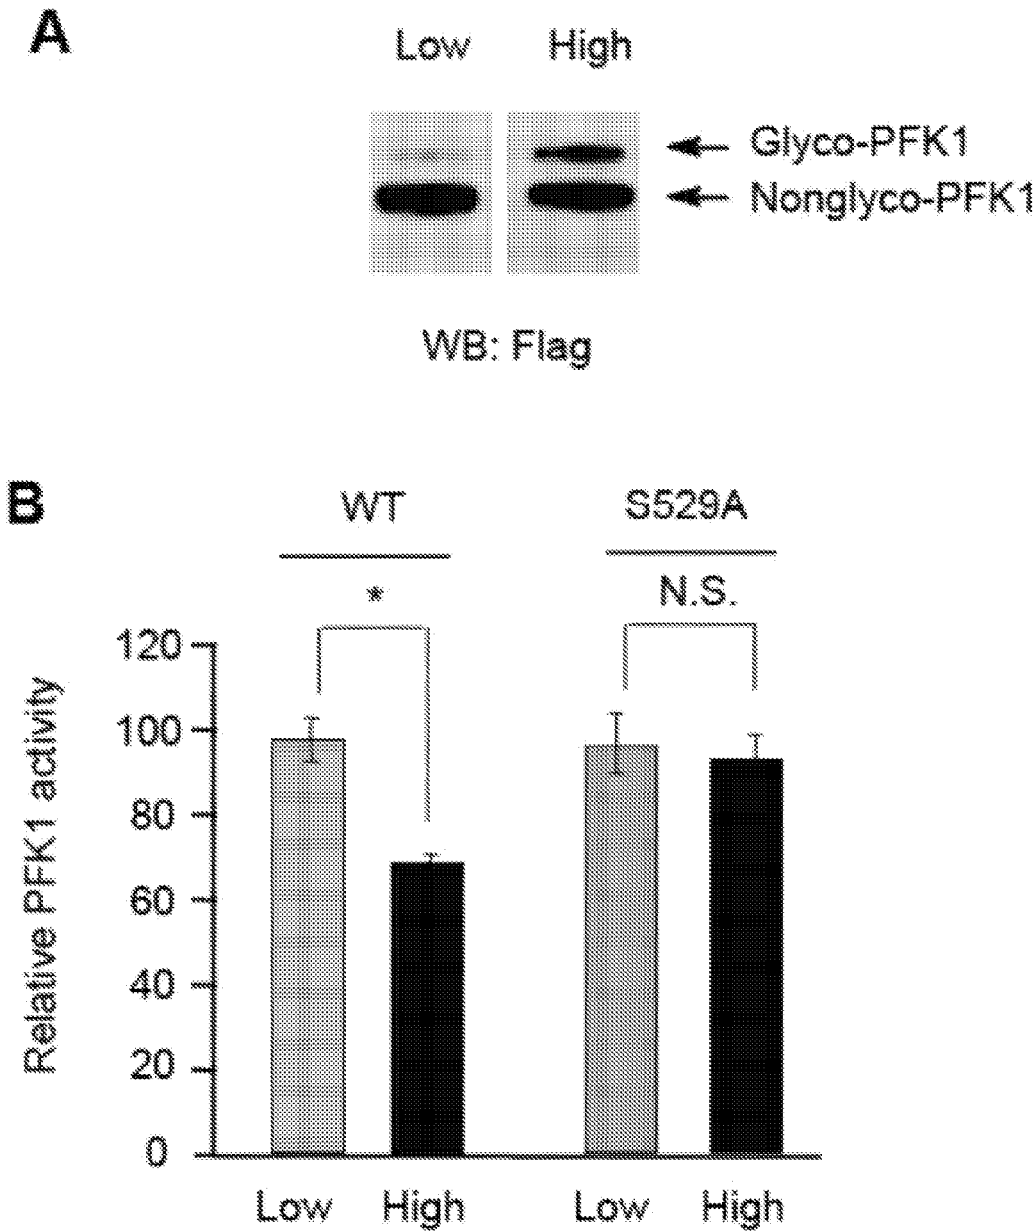 A
Low High
Glyco-PFK1
Nonglyco-PFK1
WB: Flag
B
WT S529A
* N.S.
Relative PFK1 activity
120
100
80
60
40
20
0
Low High Low High